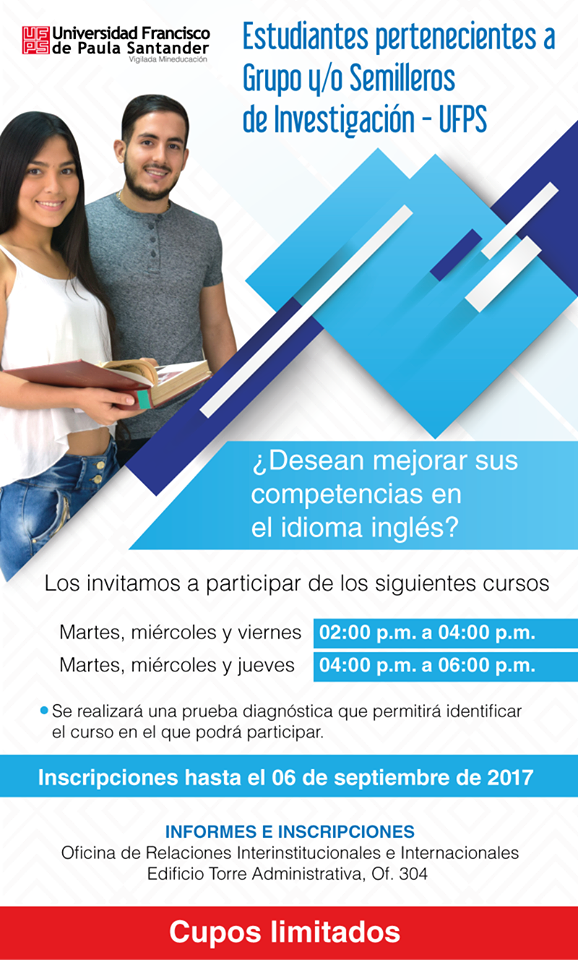 UFPS
Universidad Francisco
de Paula Santander
Vigilada Mineducación
Estudiantes pertenecientes a
Grupo y/o Semilleros
de Investigación - UFPS
¿Desean mejorar sus
competencias en
el idioma inglés?
Los invitamos a participar de los siguientes cursos
Martes, miércoles y viernes 02:00 p.m. a 04:00 p.m.
Martes, miércoles y jueves 04:00 p.m. a 06:00 p.m.
• Se realizará una prueba diagnóstica que permitirá identificar
el curso en el que podrá participar.
Inscripciones hasta el 06 de septiembre de 2017
INFORMES E INSCRIPCIONES
Oficina de Relaciones Interinstitucionales e Internacionales
Edificio Torre Administrativa, Of. 304
Cupos limitados